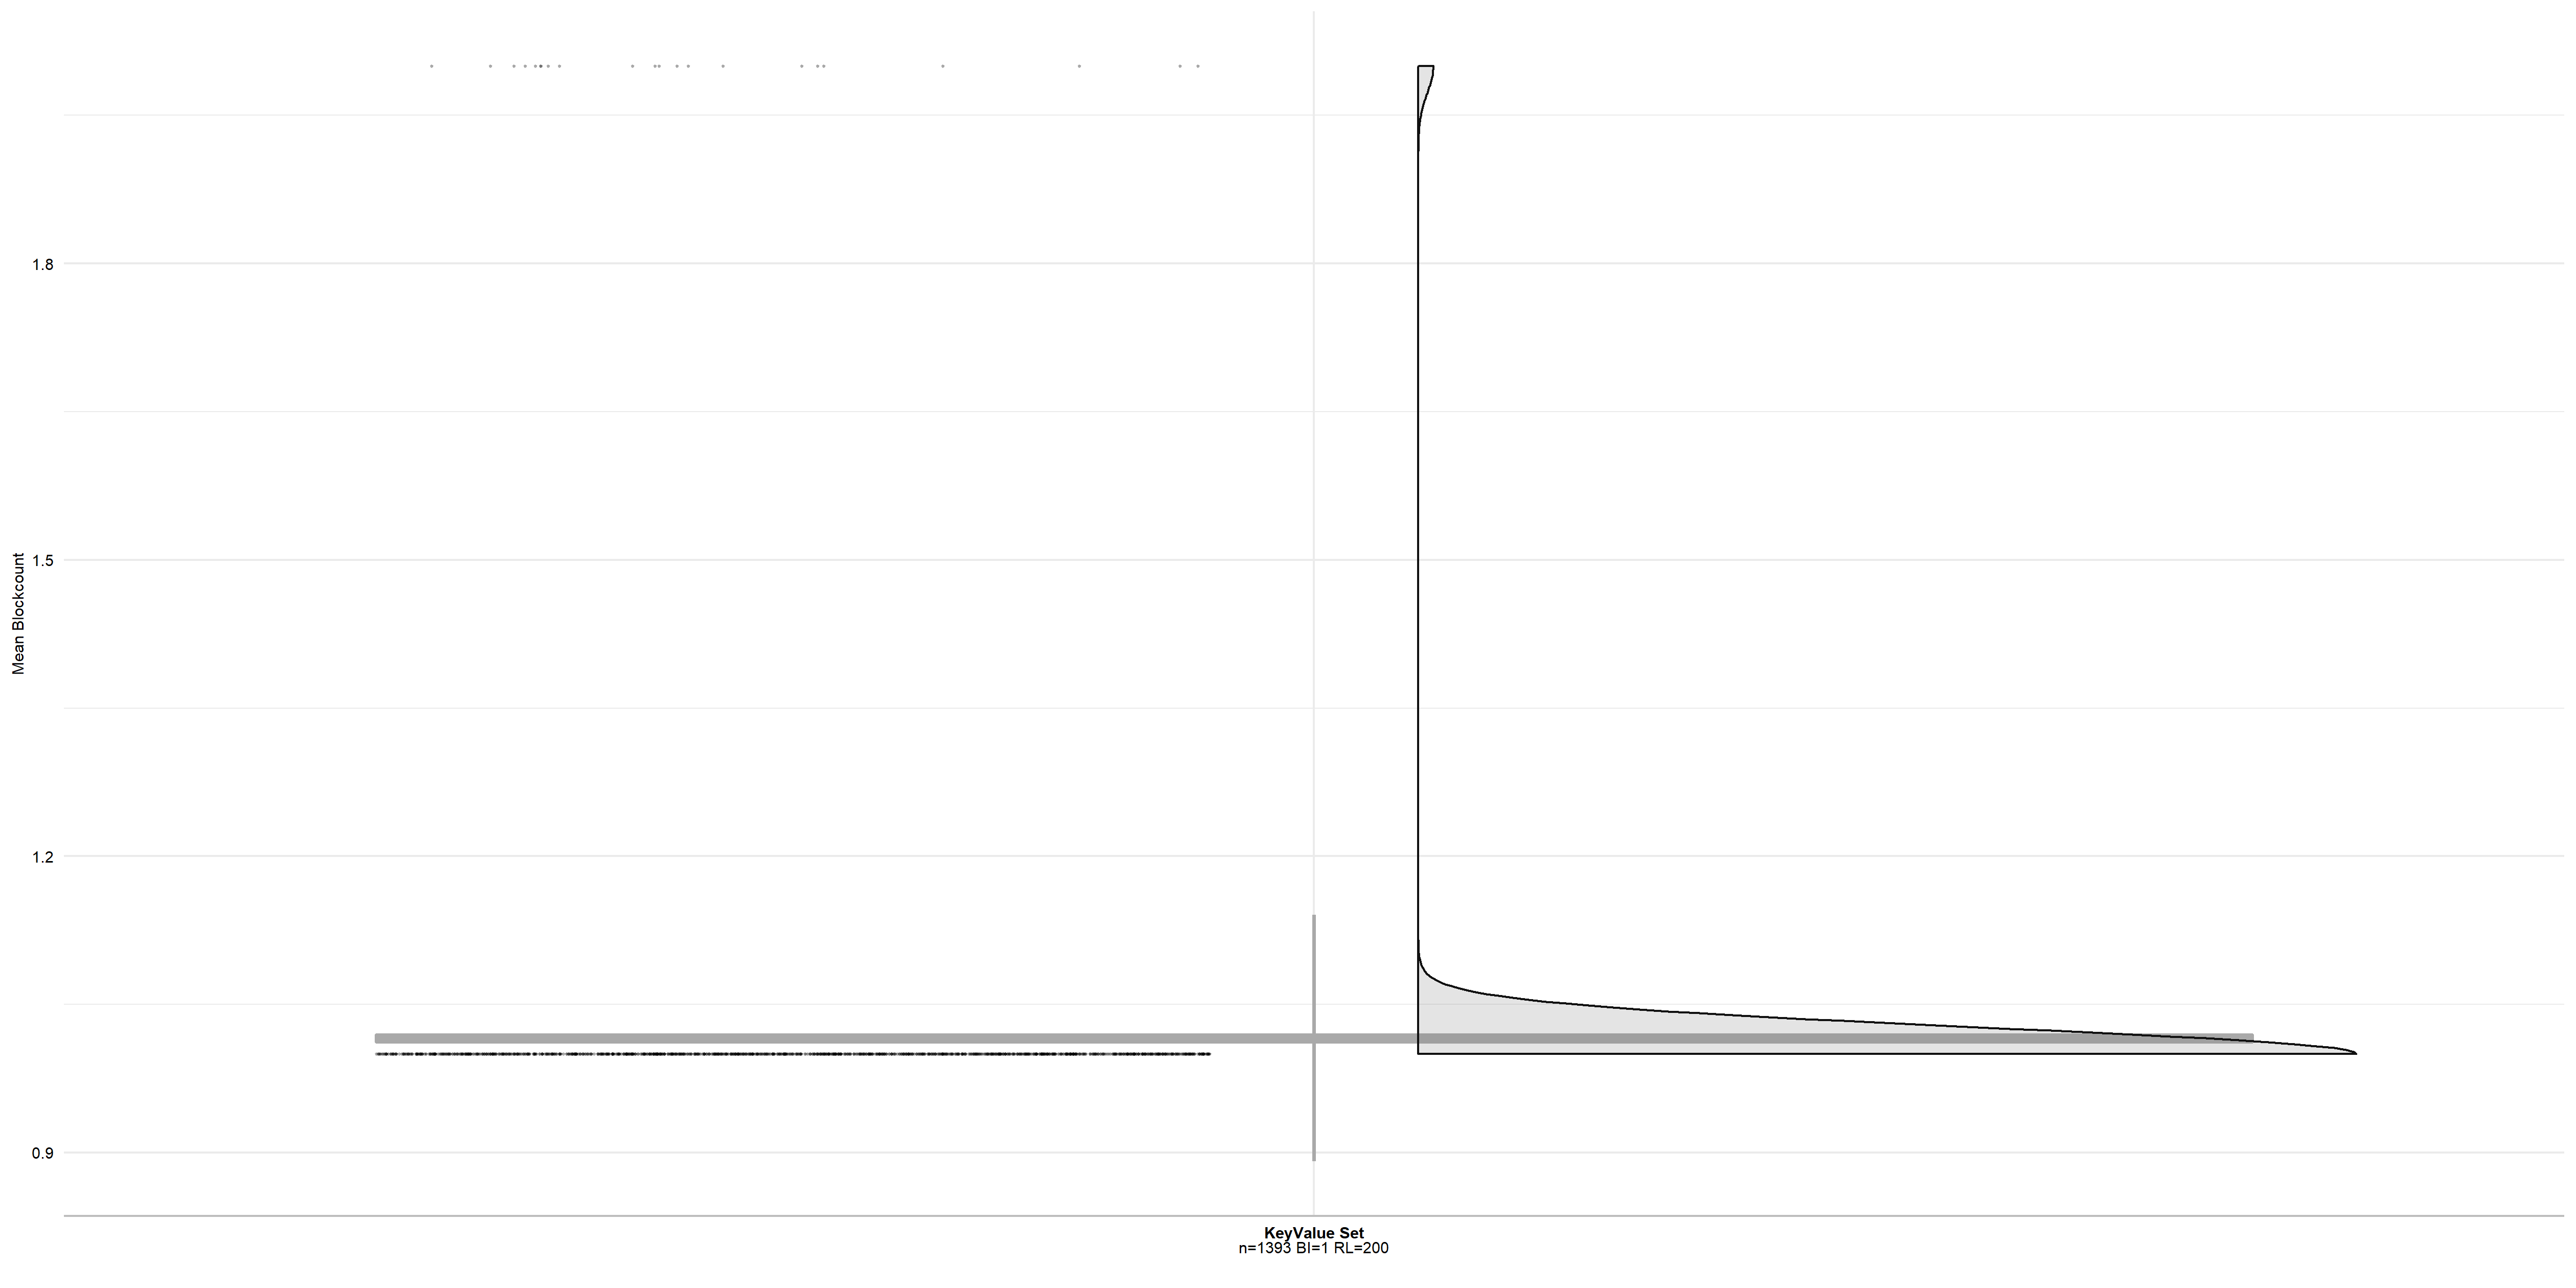 1.8
1.5
1.2
0.9
Mean Blockcount
KeyValue Set
n=1393 BI=1 RL=200